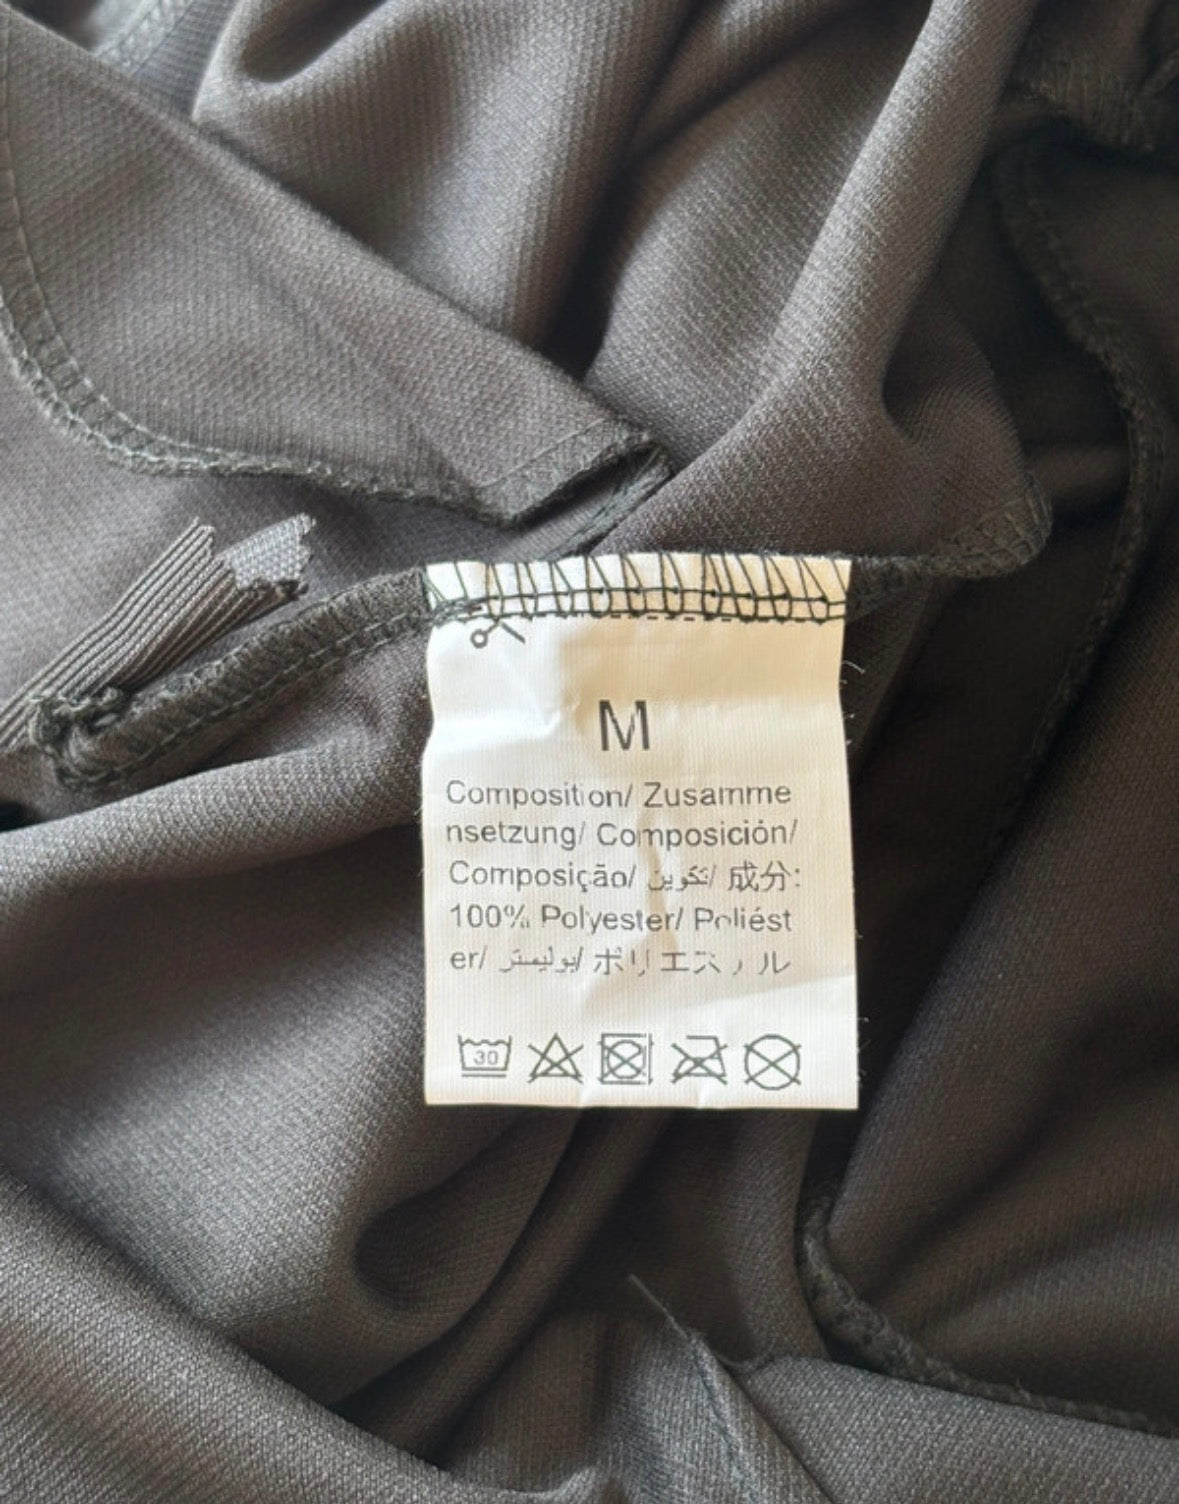 M
Composition/ Zusamme
nsetzung/ Composición/
Composição/ تكوين/ 成分:
100% Polyester/ Poliést
er/ بوليستر/ ポリエステル
30